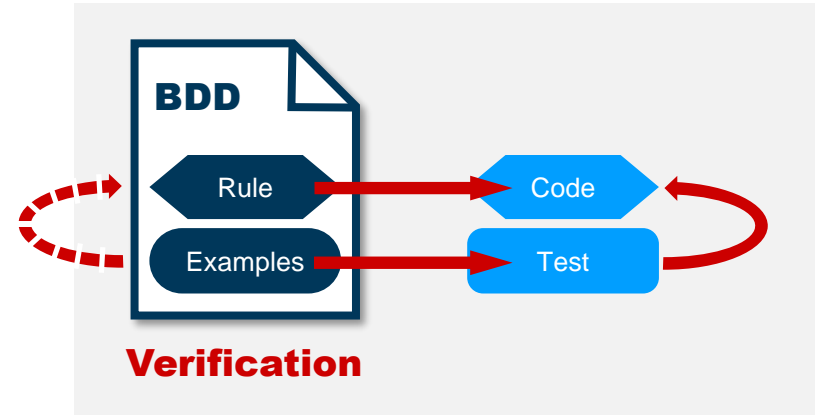 BDD
Rule
Code
Examples
Test
Verification